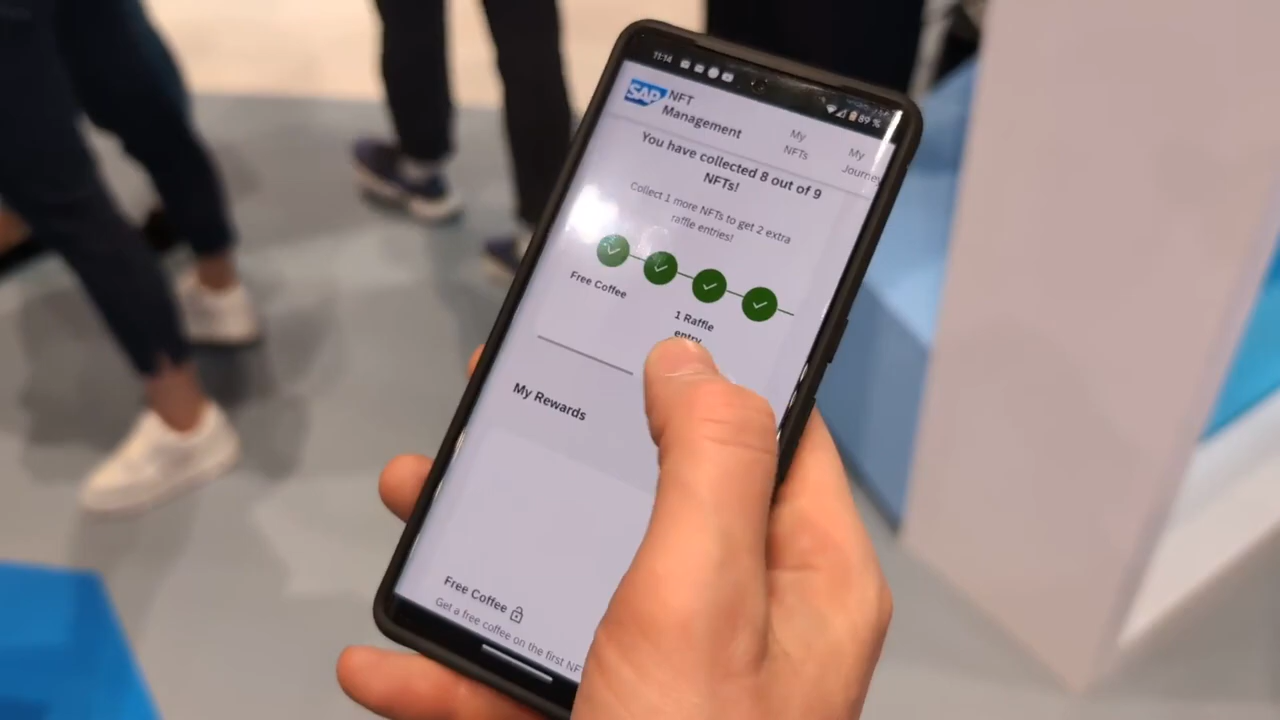 11:14
89 %
SAP NFT
Management
My
NFTs
My
Journey
You have collected 8 out of 9
NFTs!
Collect 1 more NFTs to get 2 extra
raffle entries!
Free Coffee
1 Raffle
entry
My Rewards
Free Coffee
Get a free coffee on the first NF